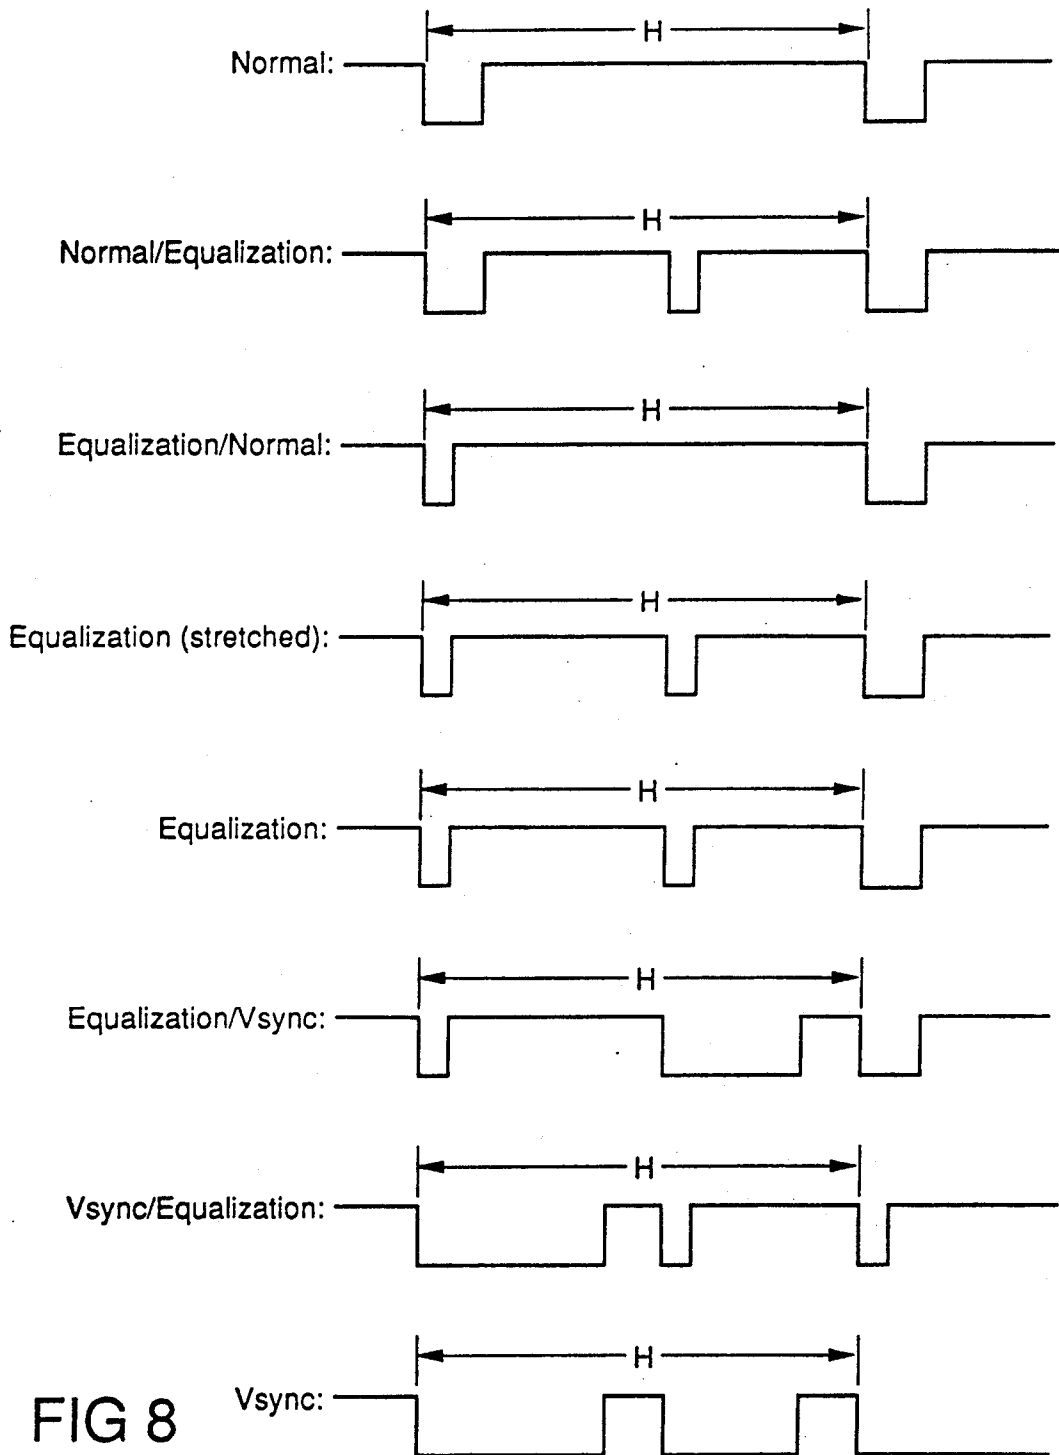 H
Normal:
H
Normal/Equalization:
H
Equalization/Normal:
H
Equalization (stretched):
H
Equalization:
H
Equalization/Vsync:
H
Vsync/Equalization:
H
Vsync:
FIG 8